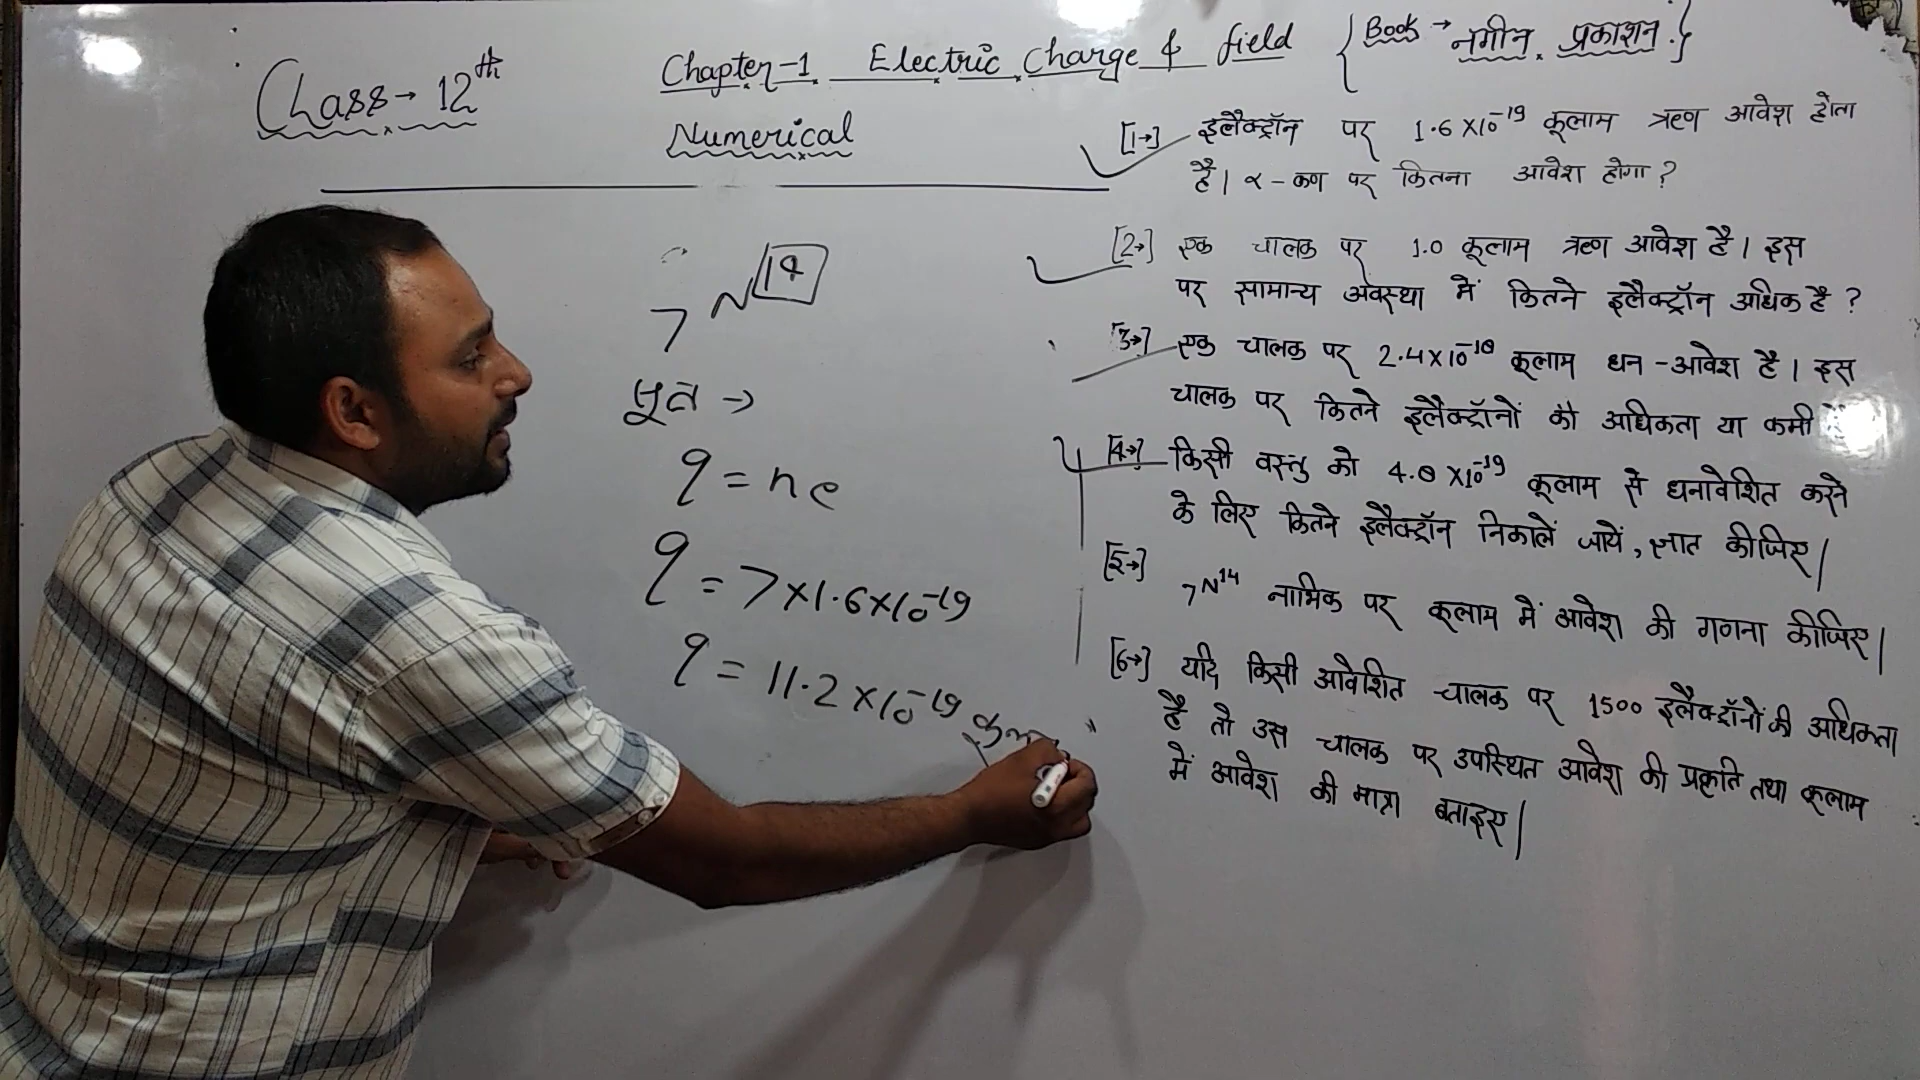 Class → 12th
Chapter-1 Electric Charge & field
{Book → नगीन प्रकाशन.}
Numerical
[1→] इलैक्ट्रॉन पर 1.6×10⁻¹⁹ कूलाम ऋण आवेश होता
है। α-कण पर कितना आवेश होगा?
[2→] एक चालक पर 1.0 कूलाम ऋण आवेश है। इस
पर सामान्य अवस्था में कितने इलैक्ट्रॉन अधिक है?
[3→] एक चालक पर 2.4×10⁻¹⁸ कूलाम धन-आवेश है। इस
चालक पर कितने इलैक्ट्रॉनों की अधिकता या कमी
[4→] किसी वस्तु को 4.8×10⁻¹⁹ कूलाम से धनावेशित करने
के लिए कितने इलैक्ट्रॉन निकालें जायें, ज्ञात कीजिए।
[5→] ₇N¹⁴ नाभिक पर कूलाम में आवेश की गणना कीजिए।
[6→] यदि किसी आवेशित चालक पर 1500 इलैक्ट्रॉनों की अधिकता
है तो उस चालक पर उपस्थित आवेश की प्रकृति तथा कूलाम
में आवेश की मात्रा बताइए।
₇N¹⁴
सूत्र →
q = ne
q = 7×1.6×10⁻¹⁹
q = 11.2×10⁻¹⁹